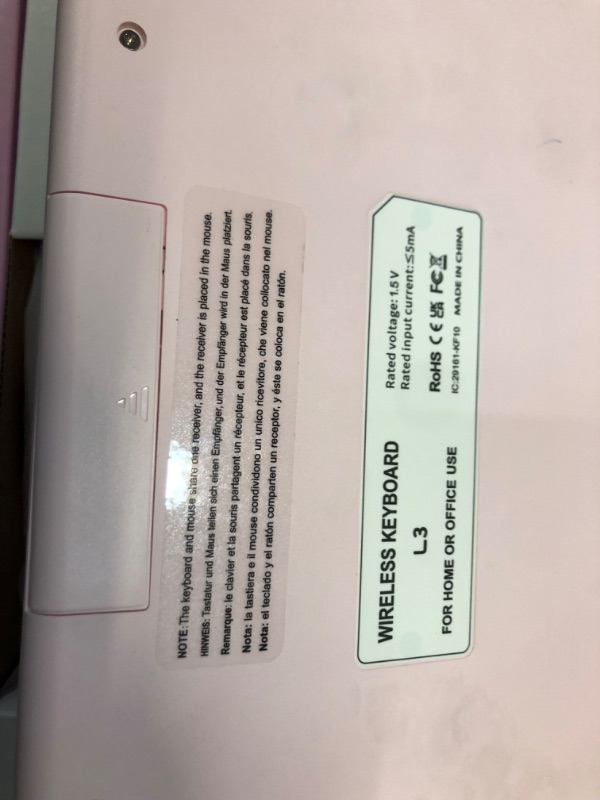 NOTE: The keyboard and mouse share one receiver, and the receiver is placed in the mouse.
HINWEIS: Tastatur und Maus teilen sich einen Empfänger, und der Empfänger wird in der Maus platziert.
Remarque: le clavier et la souris partagent un récepteur, et le récepteur est placé dans la souris.
Nota: la tastiera e il mouse condividono un unico ricevitore, che viene collocato nel mouse.
Nota: el teclado y el ratón comparten un receptor, y éste se coloca en el ratón.
WIRELESS KEYBOARD
L3
FOR HOME OR OFFICE USE
Rated voltage: 1.5V
Rated input current:≤5mA
RoHS CE UK CA FC
IC:29161-KF10 MADE IN CHINA